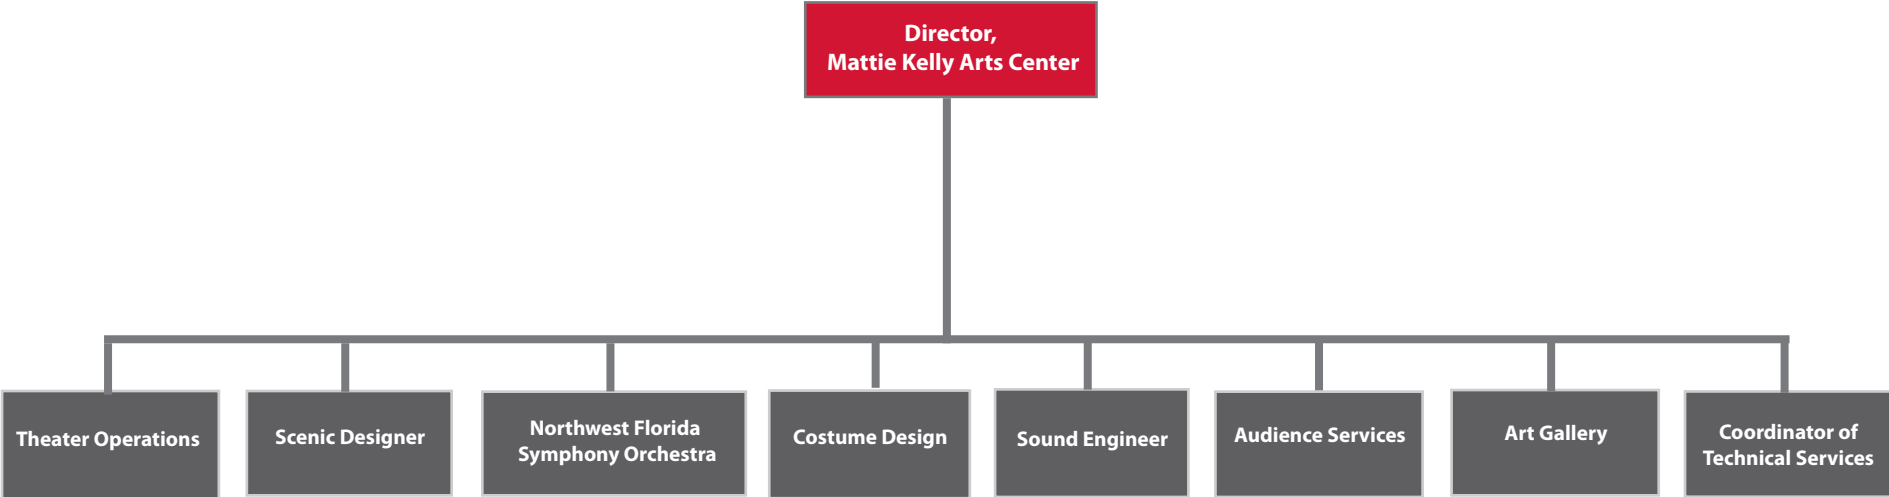 Director,
Mattie Kelly Arts Center
Theater Operations
Scenic Designer
Northwest Florida
Symphony Orchestra
Costume Design
Sound Engineer
Audience Services
Art Gallery
Coordinator of
Technical Services